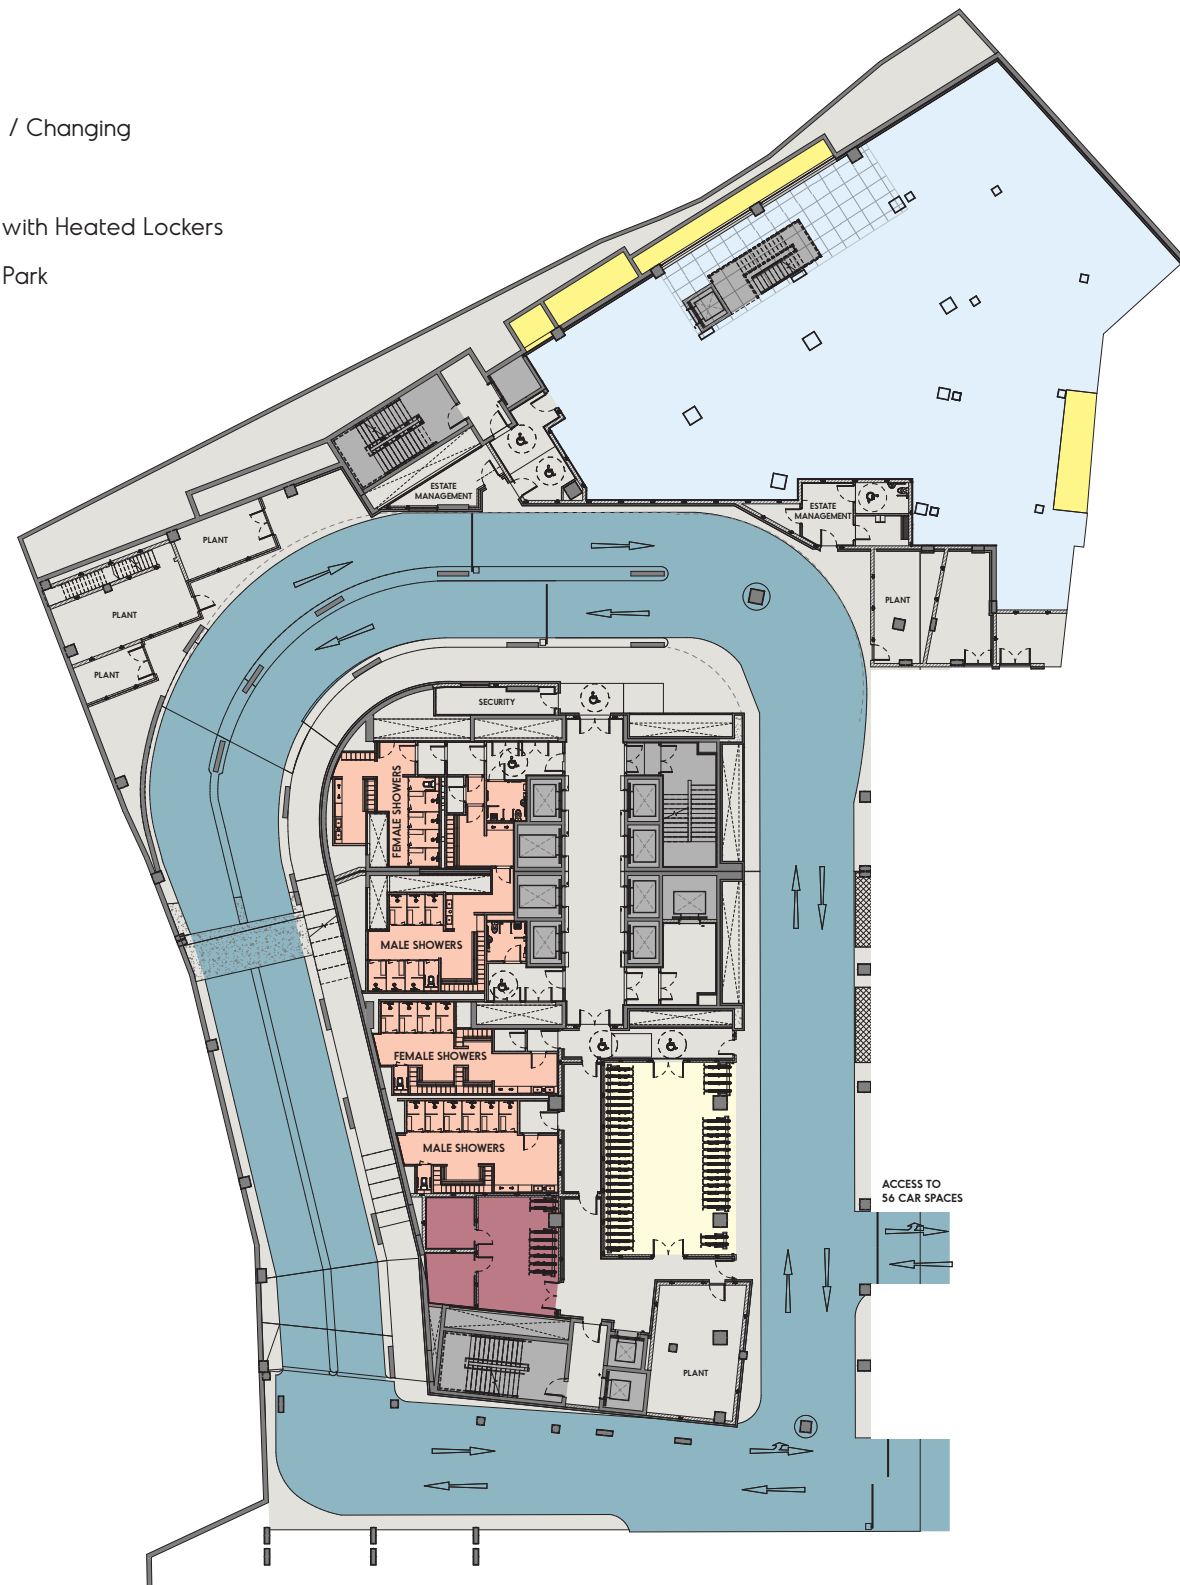 / Changing
with Heated Lockers
Park
ESTATE
MANAGEMENT
ESTATE
MANAGEMENT
PLANT
PLANT
PLANT
PLANT
SECURITY
FEMALE SHOWERS
MALE SHOWERS
FEMALE SHOWERS
MALE SHOWERS
ACCESS TO
56 CAR SPACES
PLANT